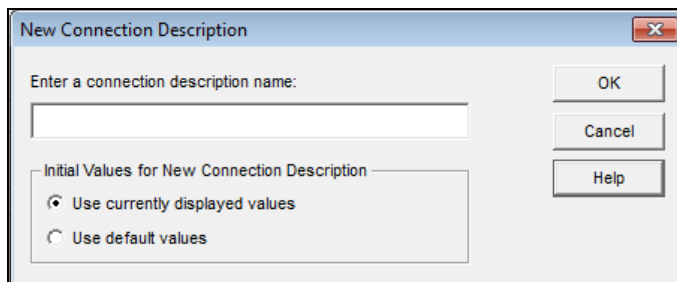 New Connection Description
Enter a connection description name:
OK
Cancel
Initial Values for New Connection Description
Help
Use currently displayed values
Use default values